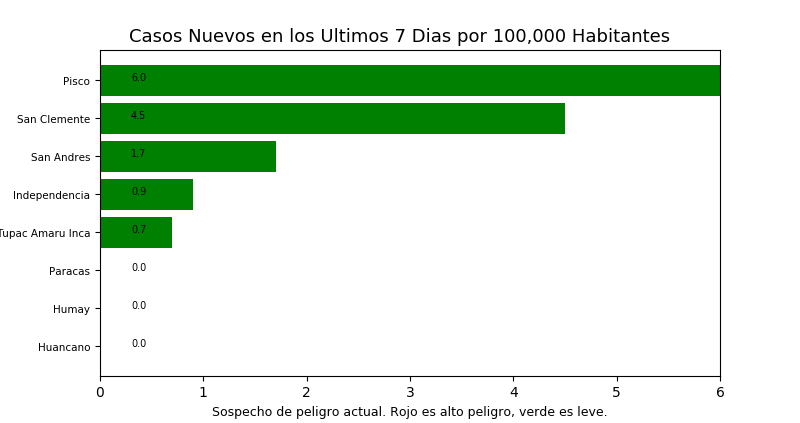 Casos Nuevos en los Ultimos 7 Dias por 100,000 Habitantes
Pisco 6.0
San Clemente 4.5
San Andres 1.7
Independencia 0.9
Tupac Amaru Inca 0.7
Paracas 0.0
Humay 0.0
Huancano 0.0
0 1 2 3 4 5 6
Sospecho de peligro actual. Rojo es alto peligro, verde es leve.